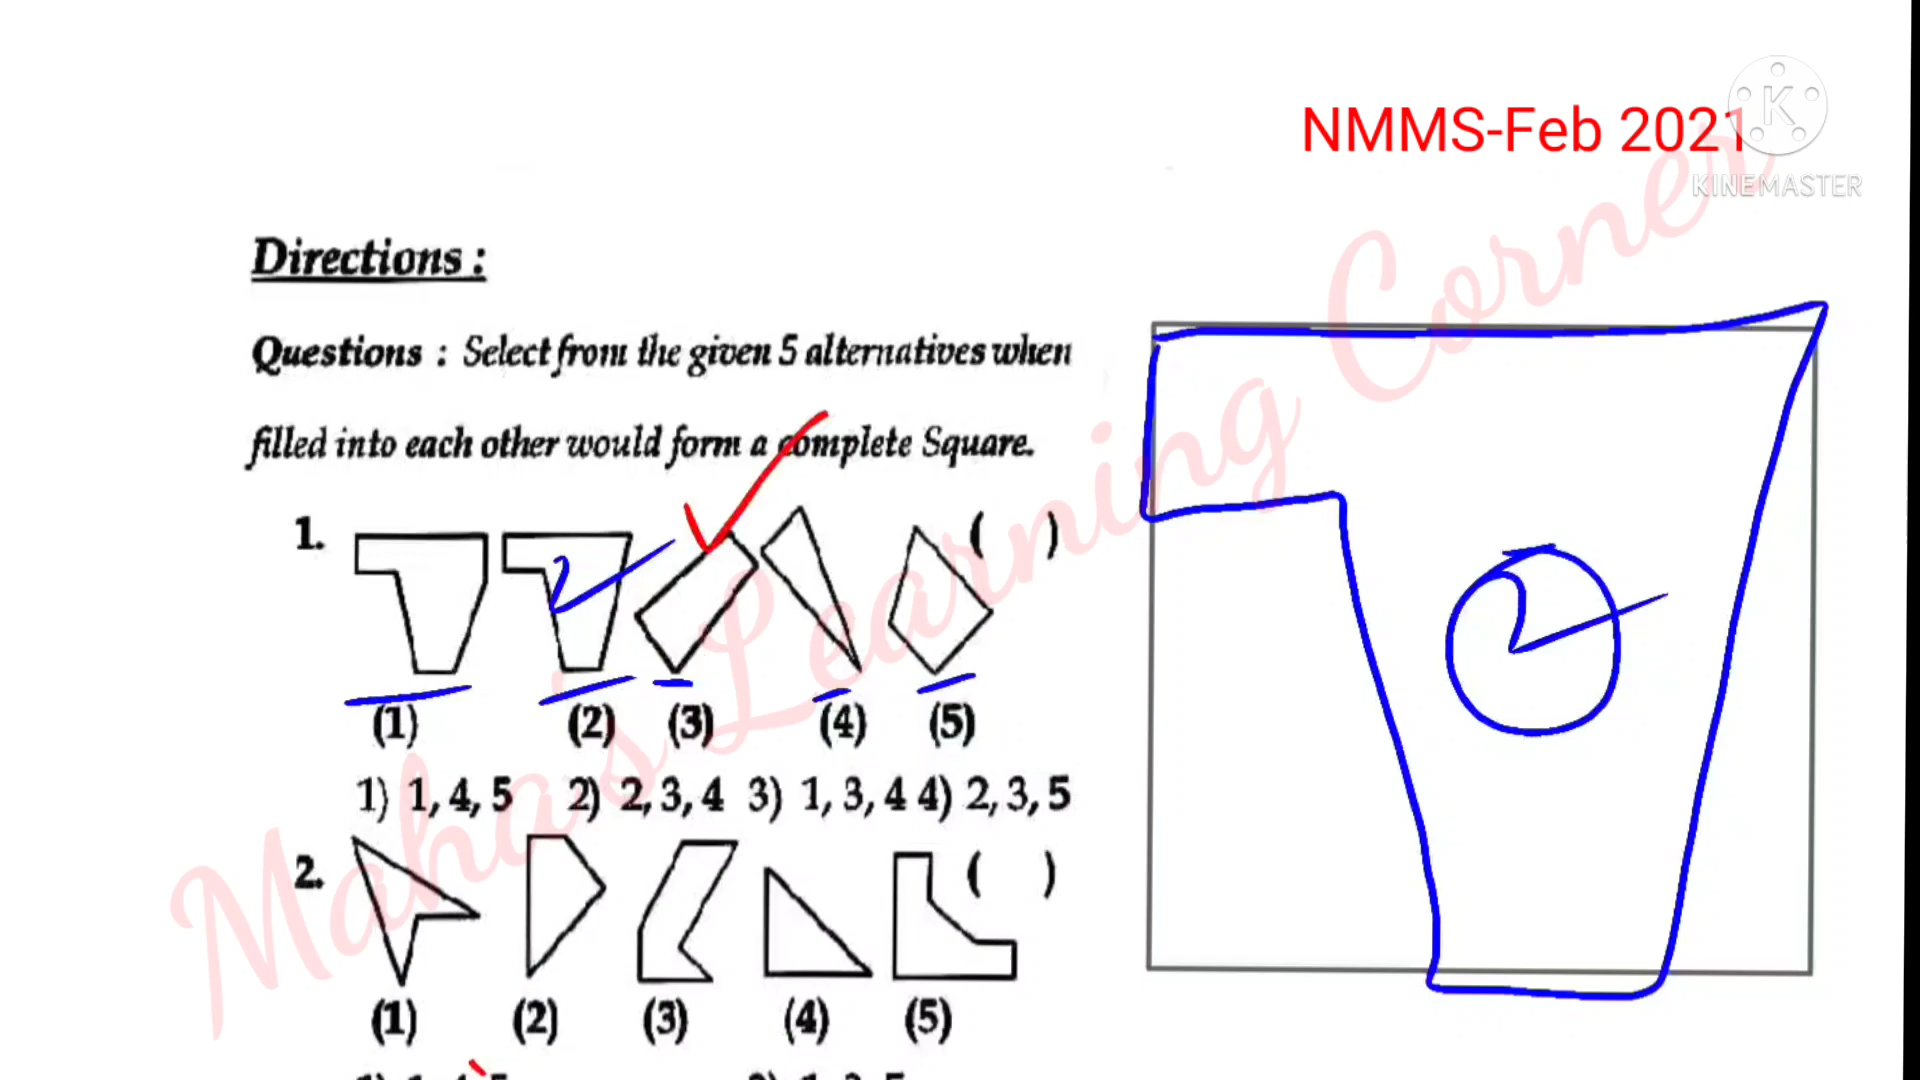 NMMS-Feb 2021
K
KINEMASTER
Directions :
Questions : Select from the given 5 alternatives when
filled into each other would form a complete Square.
1. ( )
(1) (2) (3) (4) (5)
1) 1, 4, 5 2) 2, 3, 4 3) 1, 3, 4 4) 2, 3, 5
2. ( )
(1) (2) (3) (4) (5)
Maha's Learning Corner